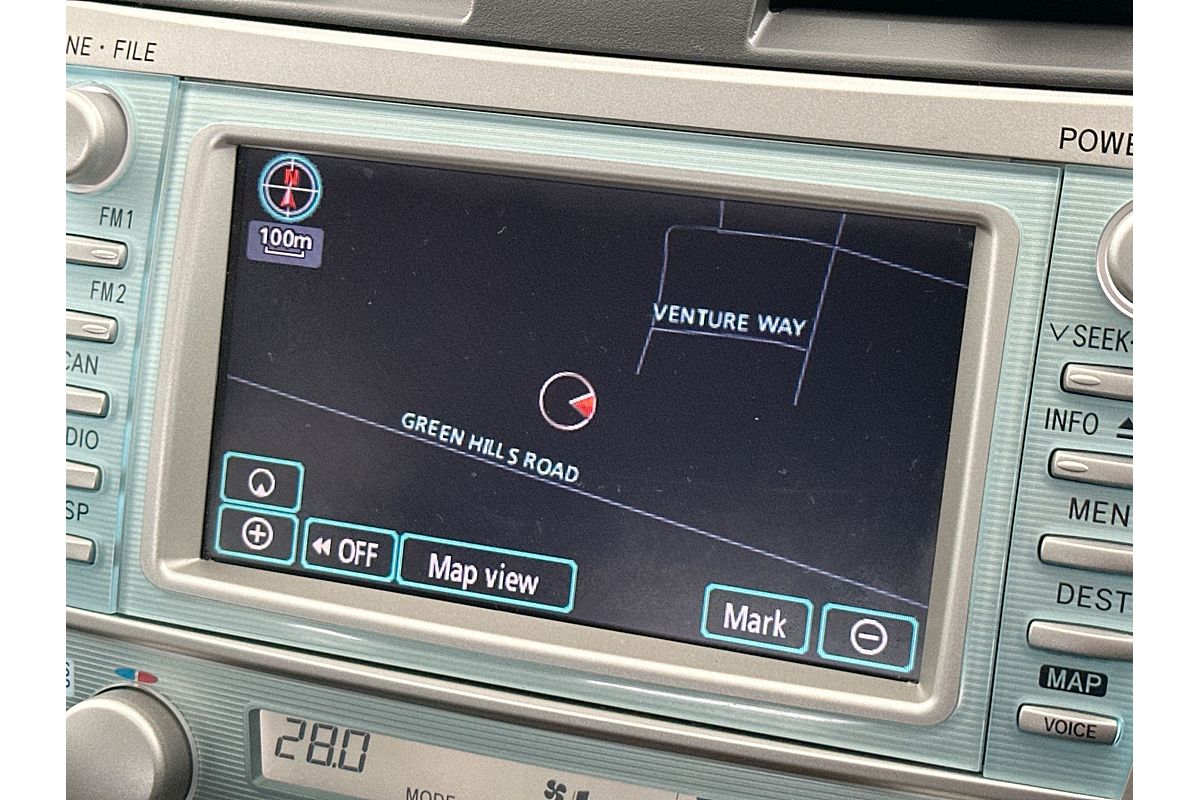 NE · FILE
POWE
FM1
FM2
CAN
DIO
SP
N
100m
VENTURE WAY
GREEN HILLS ROAD
OFF
Map view
Mark
SEEK
INFO
MEN
DEST
MAP
VOICE
28.0
MODE